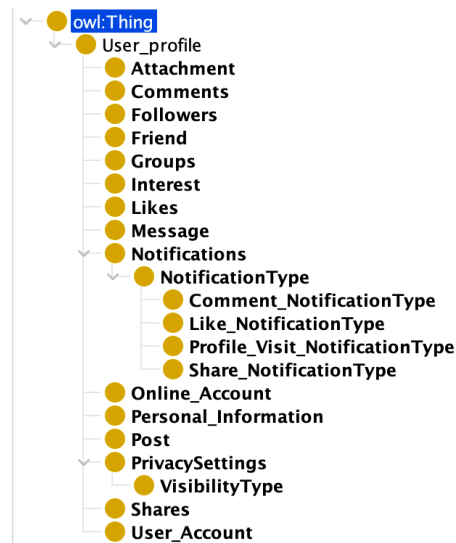 owl:Thing
User_profile
Attachment
Comments
Followers
Friend
Groups
Interest
Likes
Message
Notifications
NotificationType
Comment_NotificationType
Like_NotificationType
Profile_Visit_NotificationType
Share_NotificationType
Online_Account
Personal_Information
Post
PrivacySettings
VisibilityType
Shares
User_Account